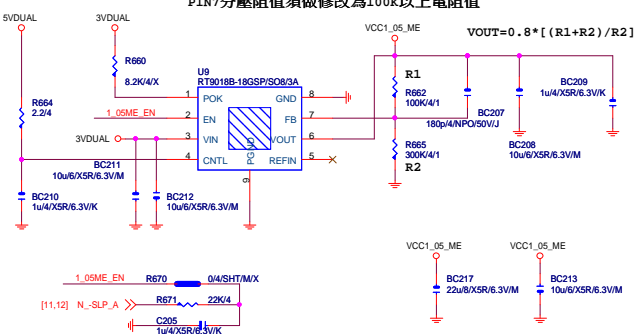 PIN7分壓阻值須做修改為100K以上電阻值
5VDUAL
3VDUAL
VCC1_05_ME
VOUT=0.8*[(R1+R2)/R2]
R660
8.2K/4/X
U9
RT9018B-18GSP/SO8/3A
R664
2.2/4
1 POK
GND 8
1_05ME_EN
2 EN
FB 7
3VDUAL
3 VIN
VOUT 6
4 CNTL
REFIN 5
PGND
9
R1
R662
100K/4/1
R665
300K/4/1
R2
BC207
180p/4/NPO/50V/J
BC209
1u/4/X5R/6.3V/K
BC208
10u/6/X5R/6.3V/M
BC211
10u/6/X5R/6.3V/M
BC210
1u/4/X5R/6.3V/K
BC212
10u/6/X5R/6.3V/M
1_05ME_EN
R670
0/4/SHT/M/X
[11,12] N_-SLP_A
R671
22K/4
C205
1u/4/X5R/6.3V/K
VCC1_05_ME
BC217
22u/8/X5R/6.3V/M
VCC1_05_ME
BC213
10u/6/X5R/6.3V/M